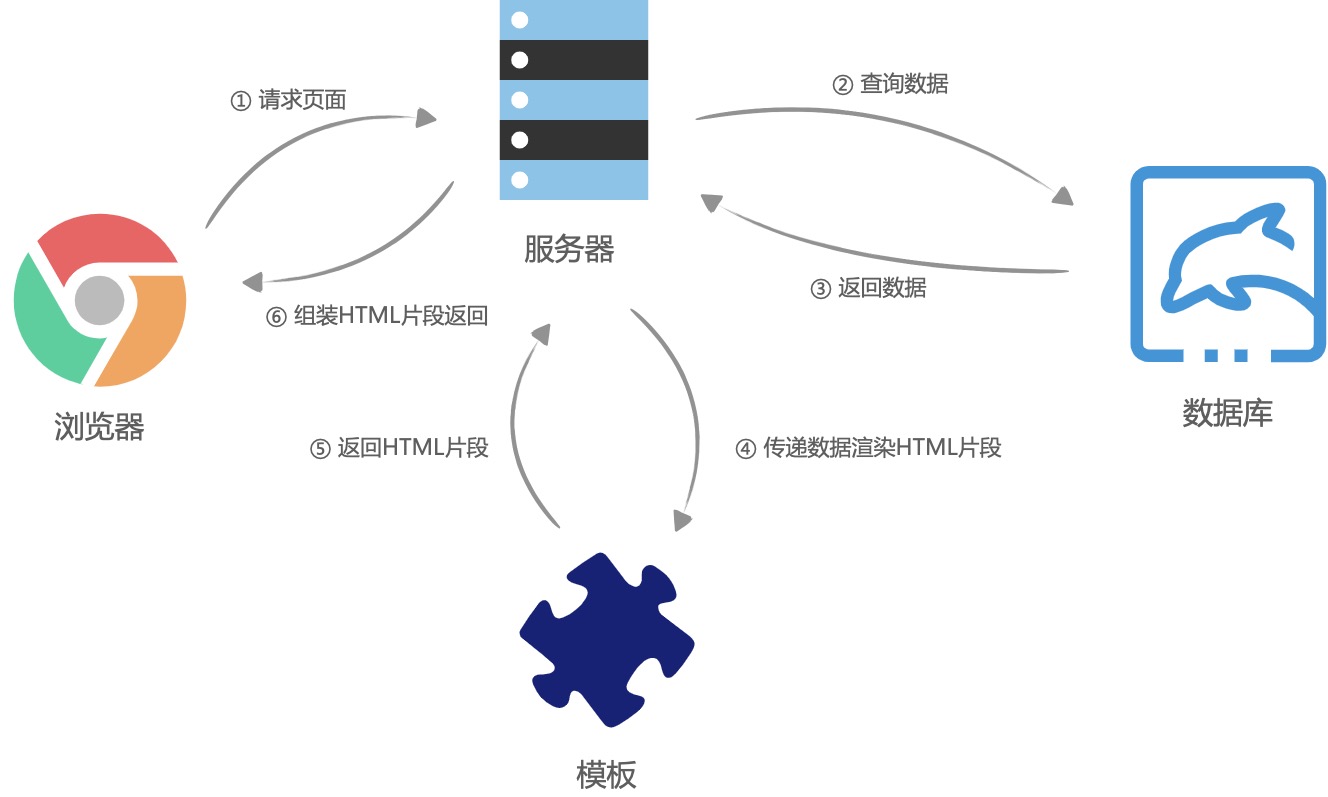 ② 查询数据
① 请求页面
服务器
③ 返回数据
⑥ 组装HTML片段返回
数据库
浏览器
⑤ 返回HTML片段
④ 传递数据渲染HTML片段
模板